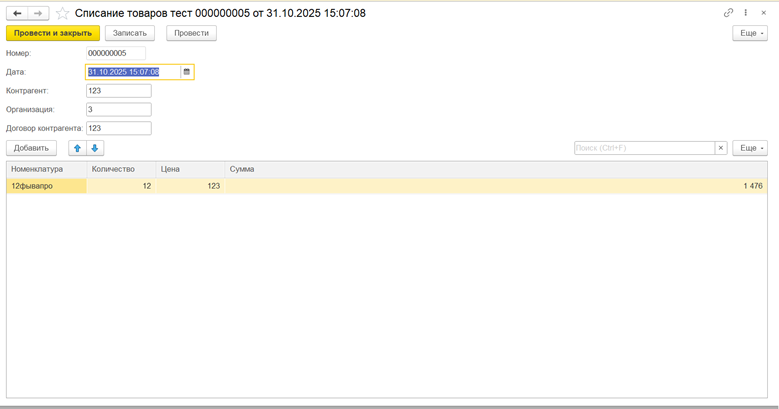 Списание товаров тест 000000005 от 31.10.2025 15:07:08
Провести и закрыть Записать Провести Еще
Номер: 000000005
Дата: 31.10.2025 15:07:08
Контрагент: 123
Организация: 3
Договор контрагента: 123
Добавить Поиск (Ctrl+F) × Еще
Номенклатура Количество Цена Сумма
12фывапро 12 123 1 476